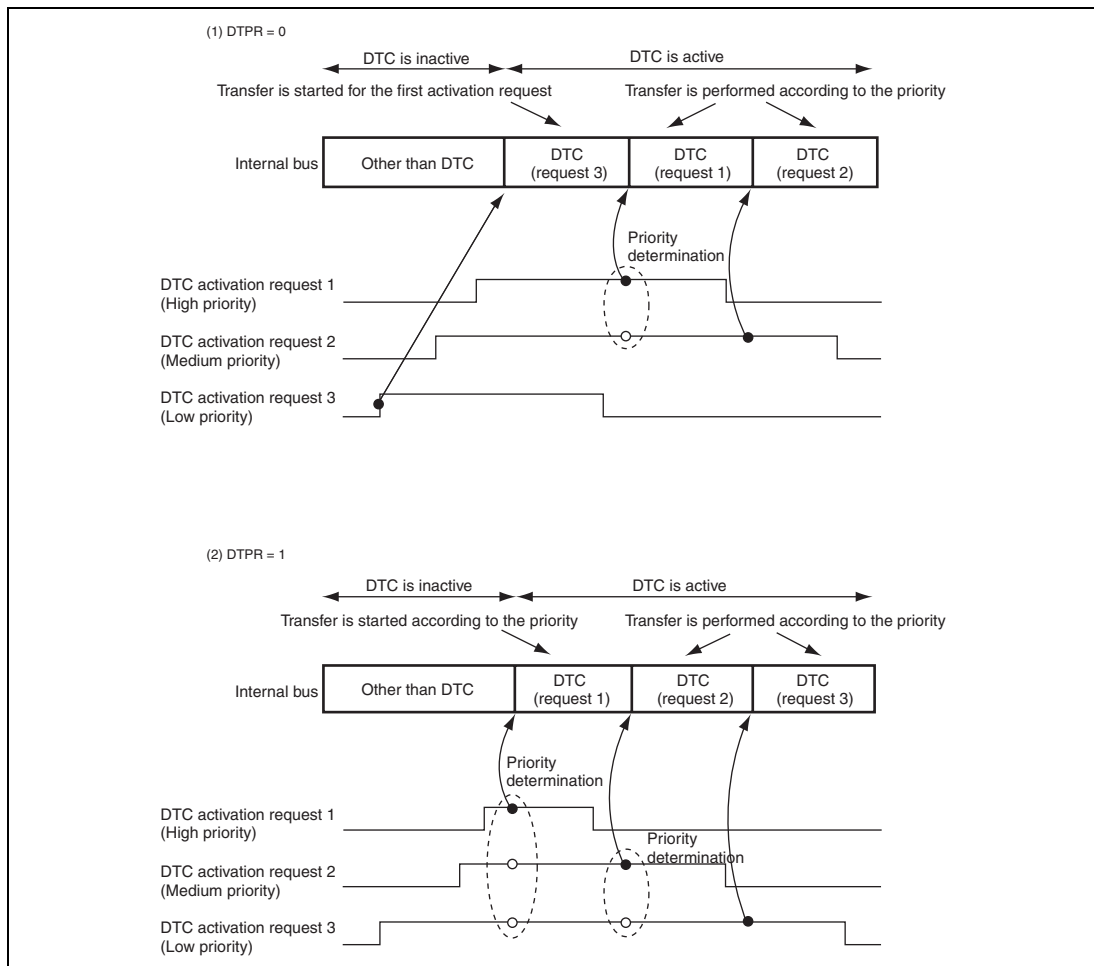 (1) DTPR = 0
DTC is inactive
DTC is active
Transfer is started for the first activation request
Transfer is performed according to the priority
Internal bus
Other than DTC
DTC
(request 3)
DTC
(request 1)
DTC
(request 2)
Priority
determination
DTC activation request 1
(High priority)
DTC activation request 2
(Medium priority)
DTC activation request 3
(Low priority)
(2) DTPR = 1
DTC is inactive
DTC is active
Transfer is started according to the priority
Transfer is performed according to the priority
Internal bus
Other than DTC
DTC
(request 1)
DTC
(request 2)
DTC
(request 3)
Priority
determination
DTC activation request 1
(High priority)
Priority
determination
DTC activation request 2
(Medium priority)
DTC activation request 3
(Low priority)